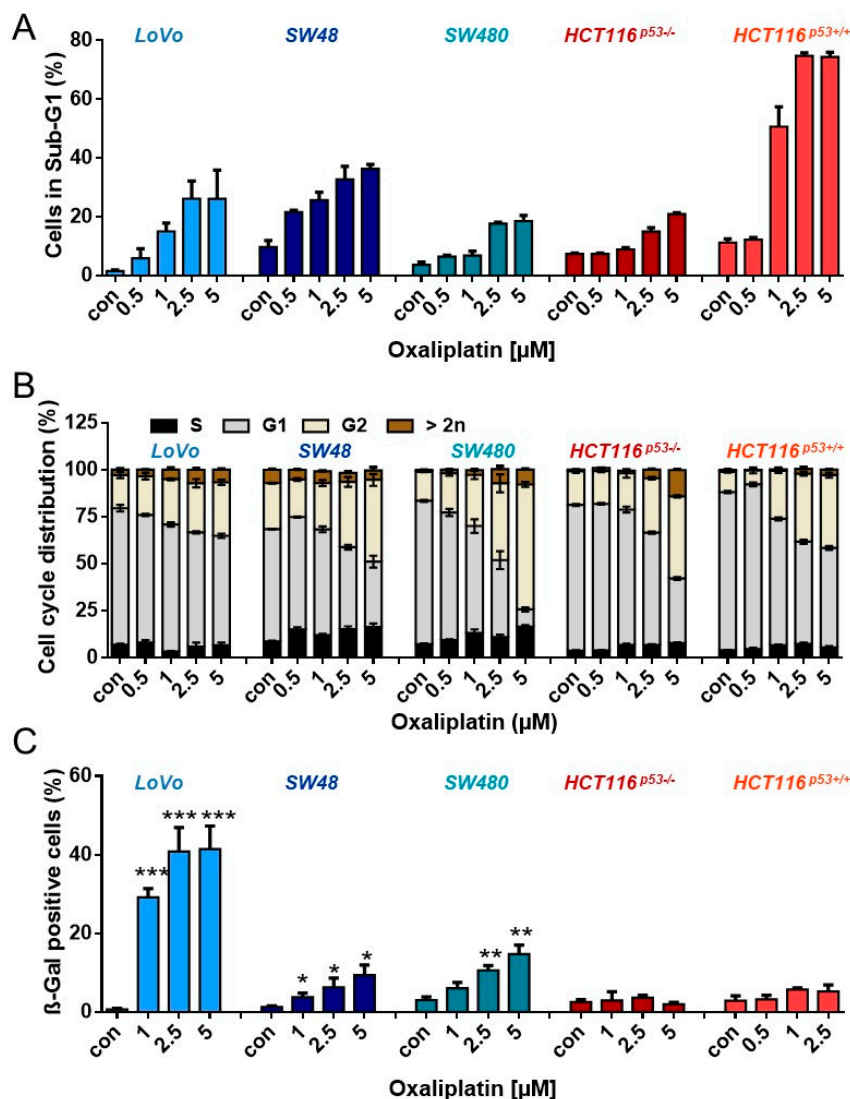 A
LoVo SW48 SW480 HCT116 p53-/- HCT116 p53+/+
Cells in Sub-G1 (%)
80
60
40
20
0
con 0.5 1 2.5 5 con 0.5 1 2.5 5 con 0.5 1 2.5 5 con 0.5 1 2.5 5 con 0.5 1 2.5 5
Oxaliplatin [µM]
B
Cell cycle distribution (%)
125
100
75
50
25
0
S G1 G2 > 2n
LoVo SW48 SW480 HCT116 p53-/- HCT116 p53+/+
con 0.5 1 2.5 5 con 0.5 1 2.5 5 con 0.5 1 2.5 5 con 0.5 1 2.5 5 con 0.5 1 2.5 5
Oxaliplatin (µM)
C
LoVo SW48 SW480 HCT116 p53-/- HCT116 p53+/+
ß-Gal positive cells (%)
60
40
20
0
*** *** *** * * * ** **
con 1 2.5 5 con 1 2.5 5 con 1 2.5 5 con 1 2.5 5 con 0.5 1 2.5
Oxaliplatin [µM]